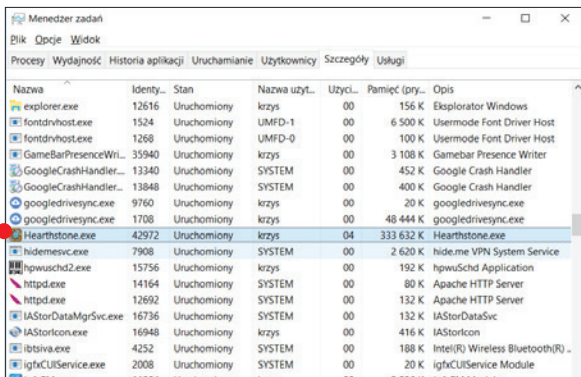 Menedżer zadań
Plik Opcje Widok
Procesy Wydajność Historia aplikacji Uruchamianie Użytkownicy Szczegóły Usługi
Nazwa Identy... Stan Nazwa użyt... Użyci... Pamięć (pry... Opis
explorer.exe 12616 Uruchomiony krzys 00 156 K Eksplorator Windows
fontdrvhost.exe 1524 Uruchomiony UMFD-1 00 6 500 K Usermode Font Driver Host
fontdrvhost.exe 1268 Uruchomiony UMFD-0 00 100 K Usermode Font Driver Host
GameBarPresenceWri... 35940 Uruchomiony krzys 00 3 108 K Gamebar Presence Writer
GoogleCrashHandler... 13340 Uruchomiony SYSTEM 00 452 K Google Crash Handler
GoogleCrashHandler... 13848 Uruchomiony SYSTEM 00 400 K Google Crash Handler
googledrivesync.exe 9760 Uruchomiony krzys 00 20 K googledrivesync.exe
googledrivesync.exe 1708 Uruchomiony krzys 00 48 444 K googledrivesync.exe
Hearthstone.exe 42972 Uruchomiony krzys 04 333 632 K Hearthstone.exe
hidemesvc.exe 7908 Uruchomiony SYSTEM 00 2 620 K hide.me VPN System Service
hpwuschd2.exe 15756 Uruchomiony krzys 00 192 K hpwuSchd Application
httpd.exe 14164 Uruchomiony SYSTEM 00 80 K Apache HTTP Server
httpd.exe 12692 Uruchomiony SYSTEM 00 132 K Apache HTTP Server
IAStorDataMgrSvc.exe 16736 Uruchomiony SYSTEM 00 132 K IAStorDataSvc
IAStorIcon.exe 16948 Uruchomiony krzys 00 416 K IAStorIcon
ibtsiva.exe 4252 Uruchomiony SYSTEM 00 188 K Intel(R) Wireless Bluetooth(R) ..
igfxCUIService.exe 2008 Uruchomiony SYSTEM 00 20 K igfxCUIService Module